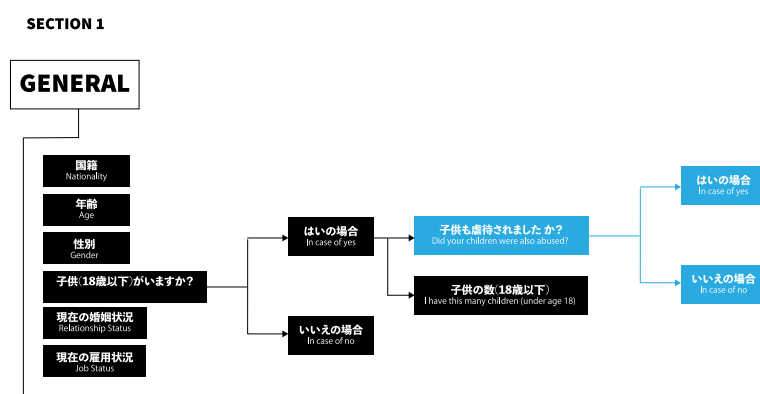 SECTION 1
GENERAL
国籍
Nationality
年齢
Age
性別
Gender
子供(18歳以下)がいますか?
現在の婚姻状況
Relationship Status
現在の雇用状況
Job Status
はいの場合
In case of yes
いいえの場合
In case of no
子供も虐待されました か?
Did your children were also abused?
子供の数(18歳以下)
I have this many children (under age 18)
はいの場合
In case of yes
いいえの場合
In case of no